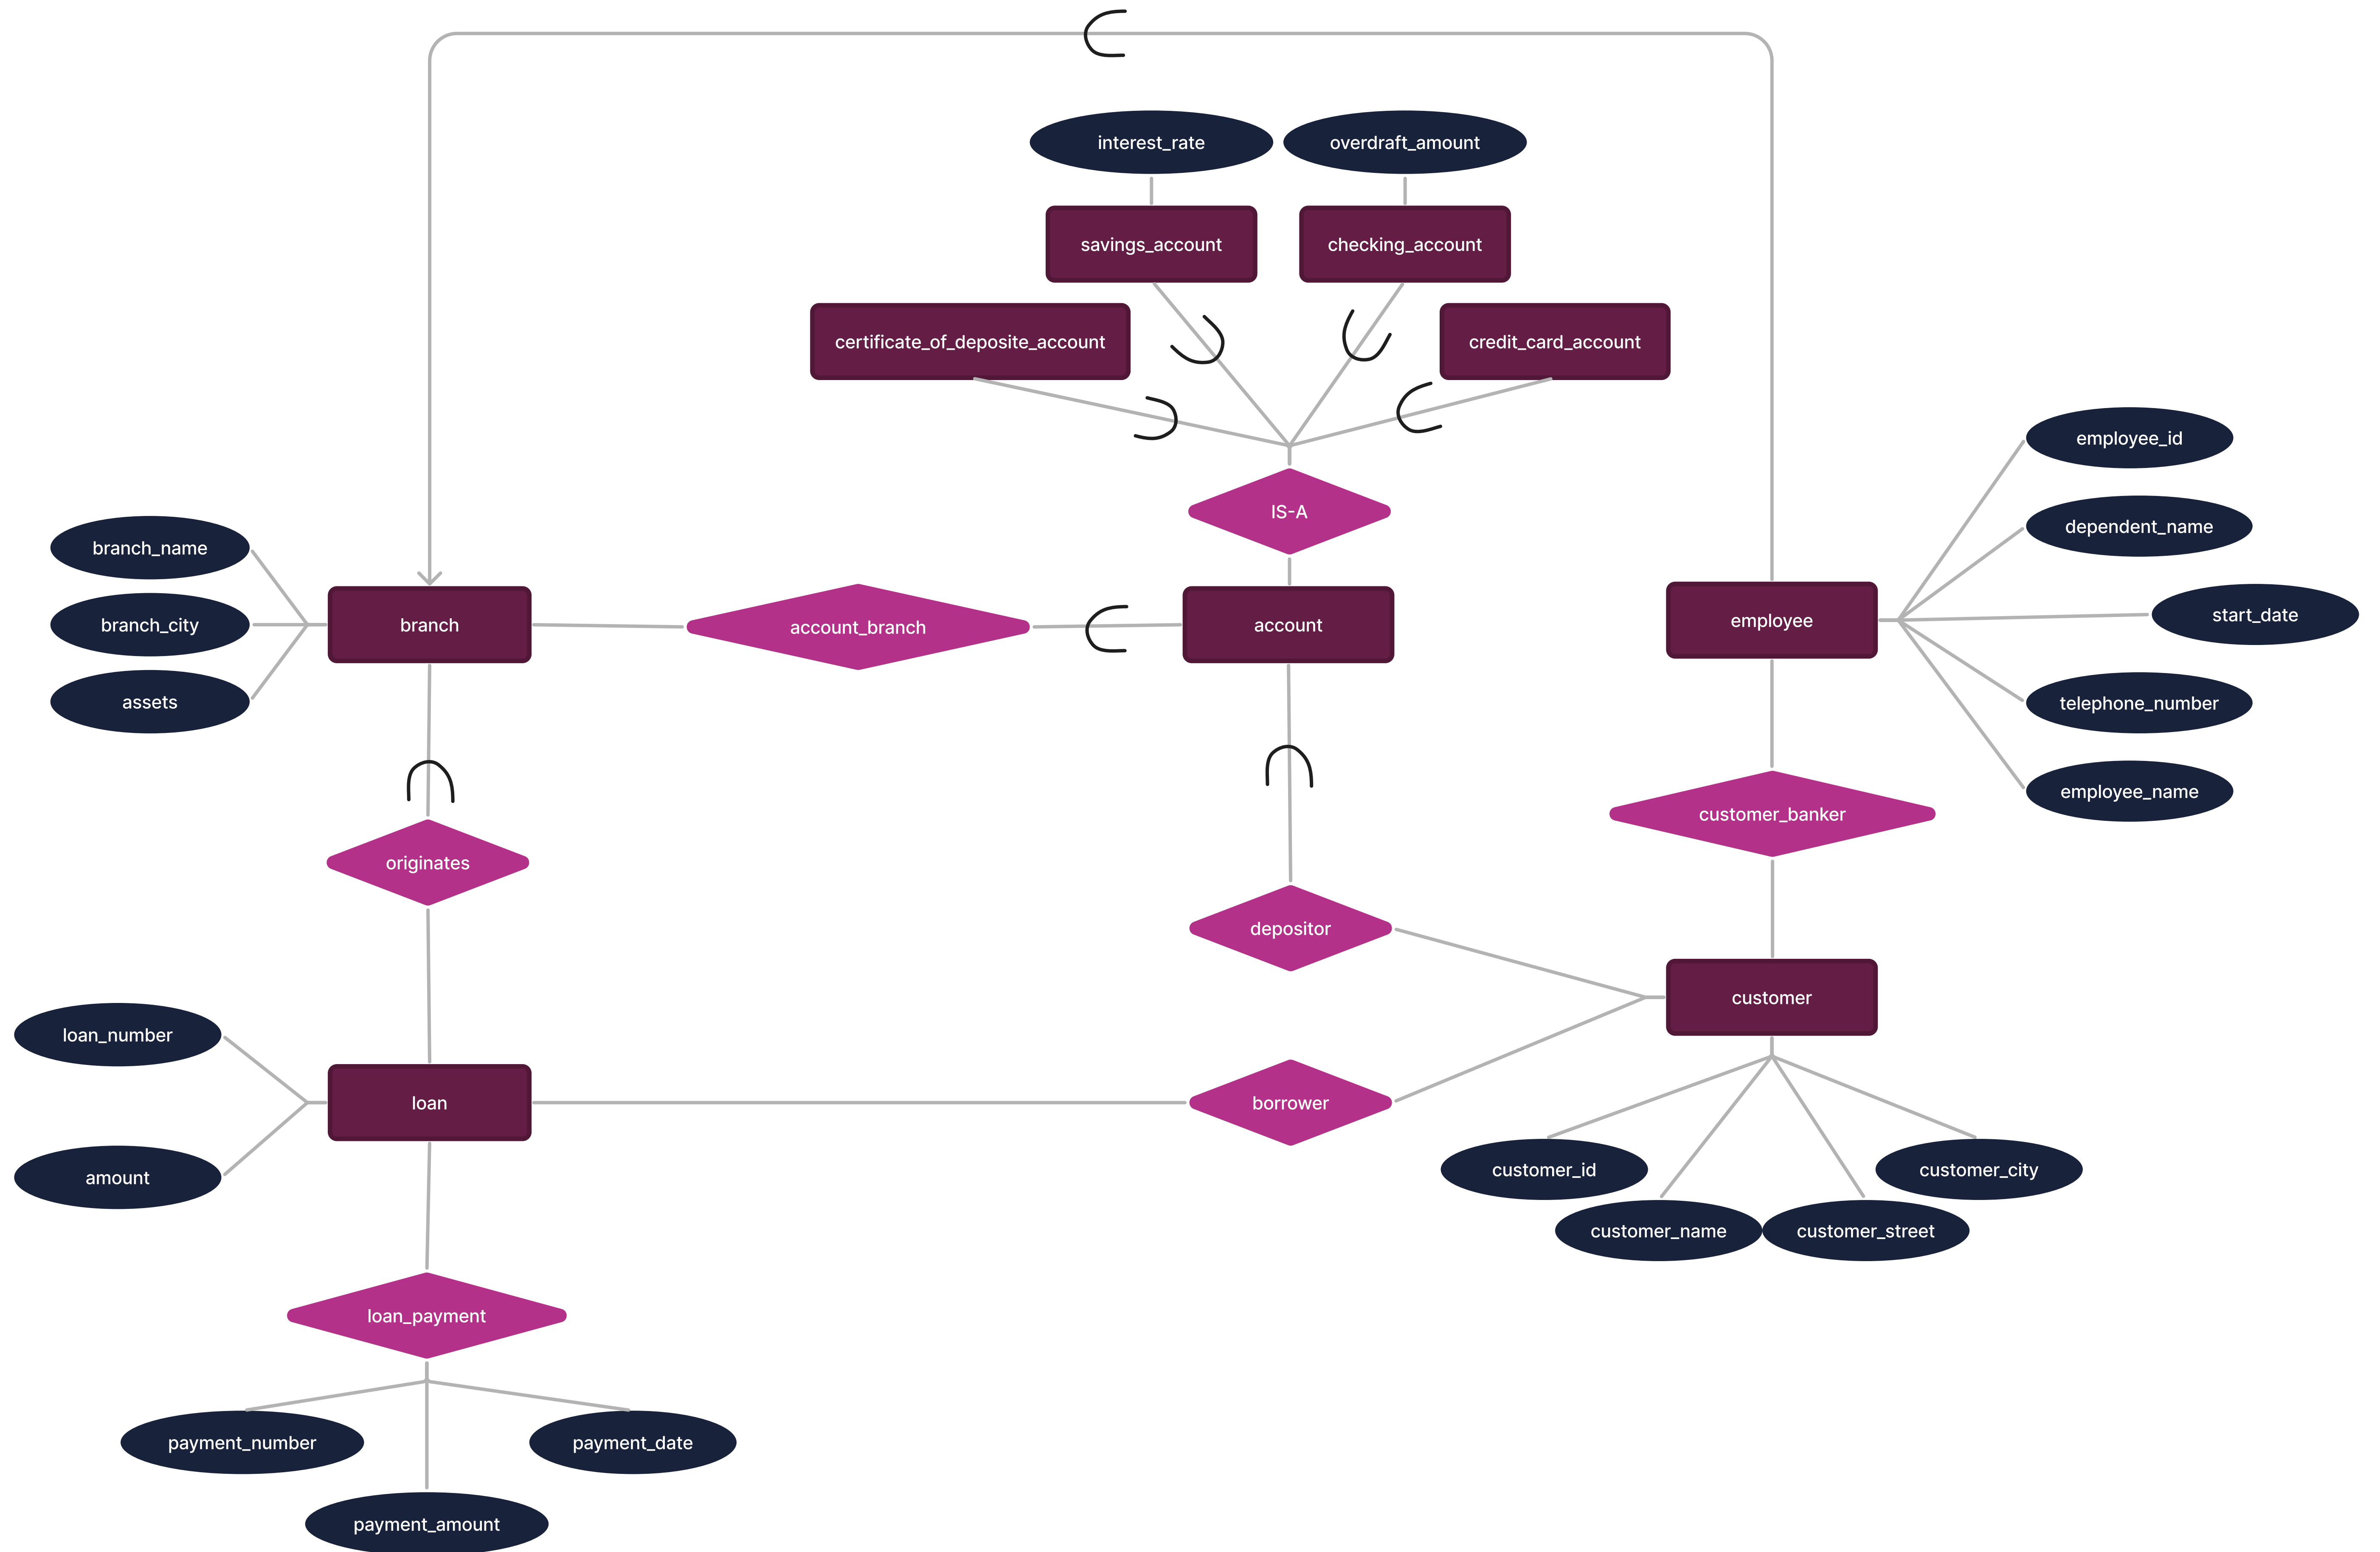 interest_rate
overdraft_amount
savings_account
checking_account
certificate_of_deposite_account
credit_card_account
employee_id
IS-A
dependent_name
branch_name
start_date
branch_city
branch
account_branch
account
employee
assets
telephone_number
employee_name
customer_banker
originates
depositor
customer
loan_number
loan
borrower
amount
customer_id
customer_city
customer_name
customer_street
loan_payment
payment_number
payment_date
payment_amount